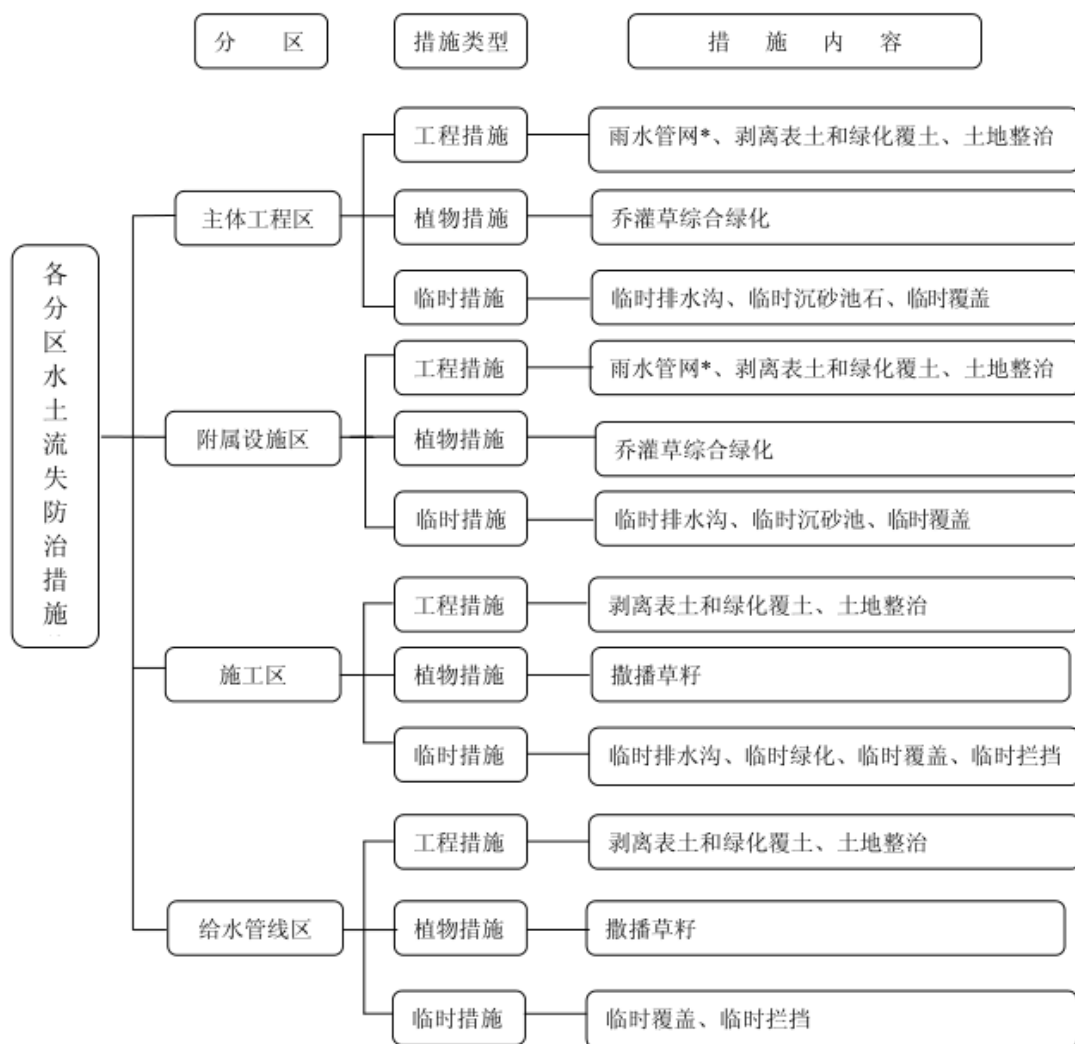 分 区
措施类型
措 施 内 容
各分区水土流失防治措施
主体工程区
工程措施
雨水管网*、剥离表土和绿化覆土、土地整治
植物措施
乔灌草综合绿化
临时措施
临时排水沟、临时沉砂池石、临时覆盖
附属设施区
工程措施
雨水管网*、剥离表土和绿化覆土、土地整治
植物措施
乔灌草综合绿化
临时措施
临时排水沟、临时沉砂池、临时覆盖
施工区
工程措施
剥离表土和绿化覆土、土地整治
植物措施
撒播草籽
临时措施
临时排水沟、临时绿化、临时覆盖、临时拦挡
给水管线区
工程措施
剥离表土和绿化覆土、土地整治
植物措施
撒播草籽
临时措施
临时覆盖、临时拦挡